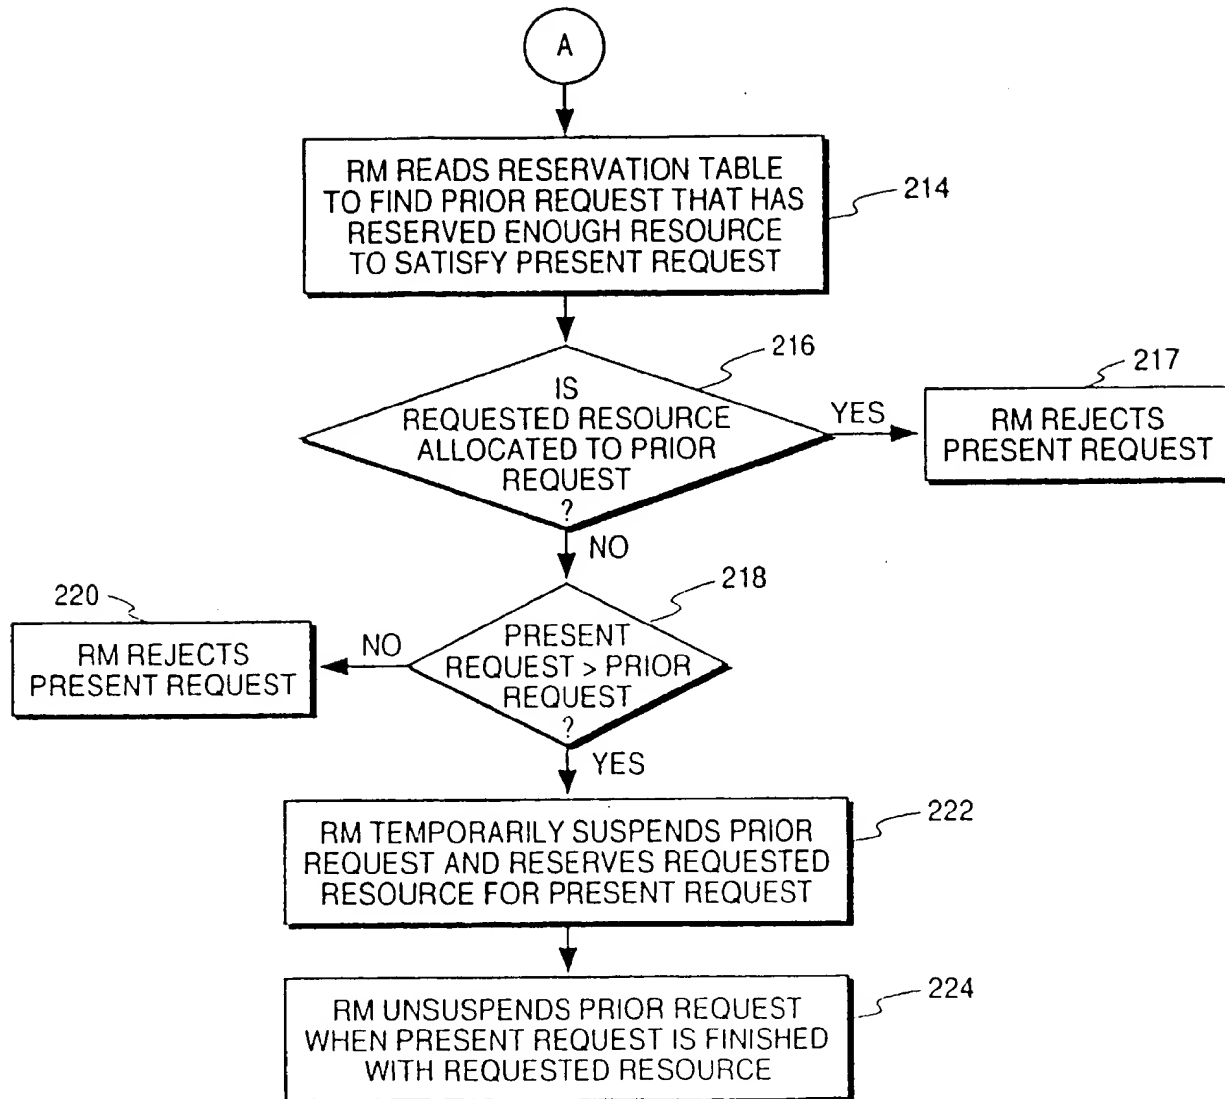 A
RM READS RESERVATION TABLE
TO FIND PRIOR REQUEST THAT HAS
RESERVED ENOUGH RESOURCE
TO SATISFY PRESENT REQUEST
214
216
IS
REQUESTED RESOURCE
ALLOCATED TO PRIOR
REQUEST
?
YES
217
RM REJECTS
PRESENT REQUEST
NO
218
PRESENT
REQUEST > PRIOR
REQUEST
?
NO
220
RM REJECTS
PRESENT REQUEST
YES
RM TEMPORARILY SUSPENDS PRIOR
REQUEST AND RESERVES REQUESTED
RESOURCE FOR PRESENT REQUEST
222
RM UNSUSPENDS PRIOR REQUEST
WHEN PRESENT REQUEST IS FINISHED
WITH REQUESTED RESOURCE
224